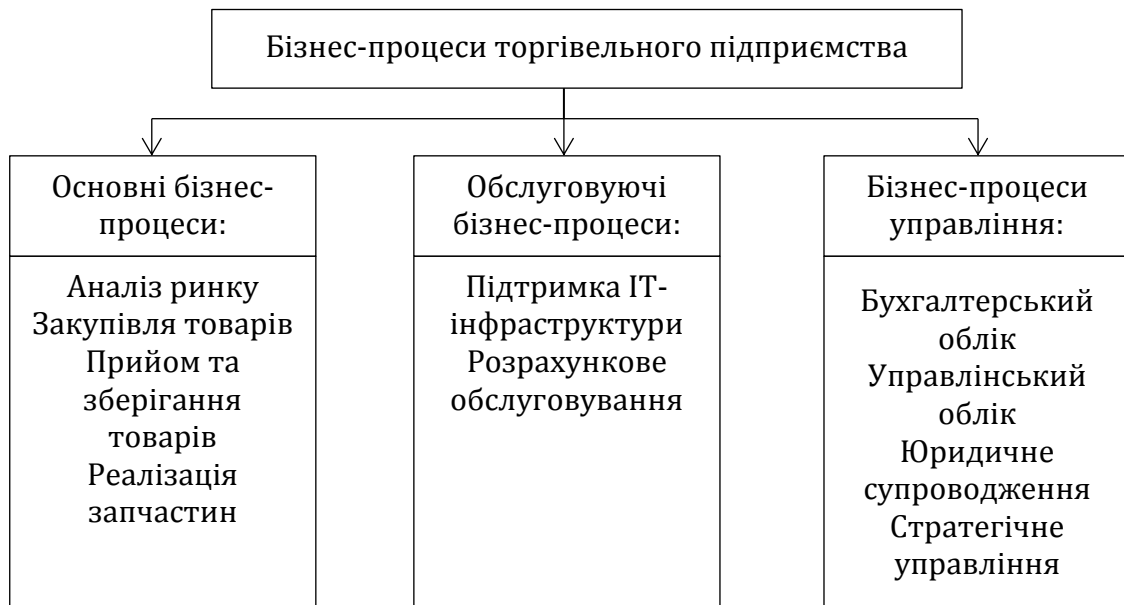 Бізнес-процеси торгівельного підприємства
Основні бізнес-
процеси:
Аналіз ринку
Закупівля товарів
Прийом та
зберігання
товарів
Реалізація
запчастин
Обслуговуючі
бізнес-процеси:
Підтримка ІТ-
інфраструктури
Розрахункове
обслуговування
Бізнес-процеси
управління:
Бухгалтерський
облік
Управлінський
облік
Юридичне
супроводження
Стратегічне
управління